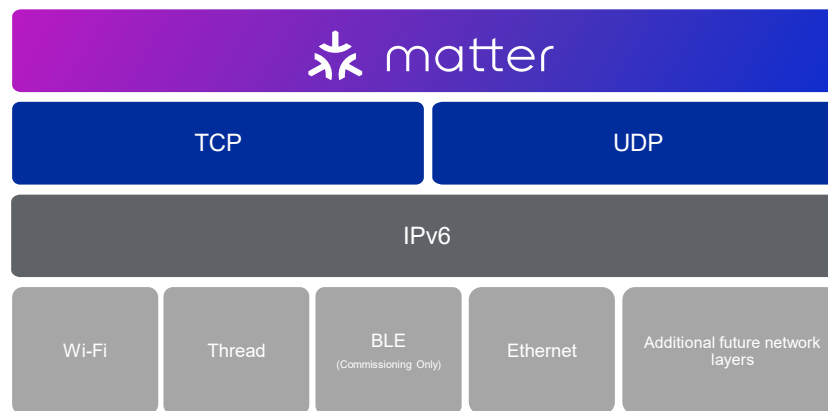 matter
TCP
UDP
IPv6
Wi-Fi
Thread
BLE
(Commissioning Only)
Ethernet
Additional future network
layers